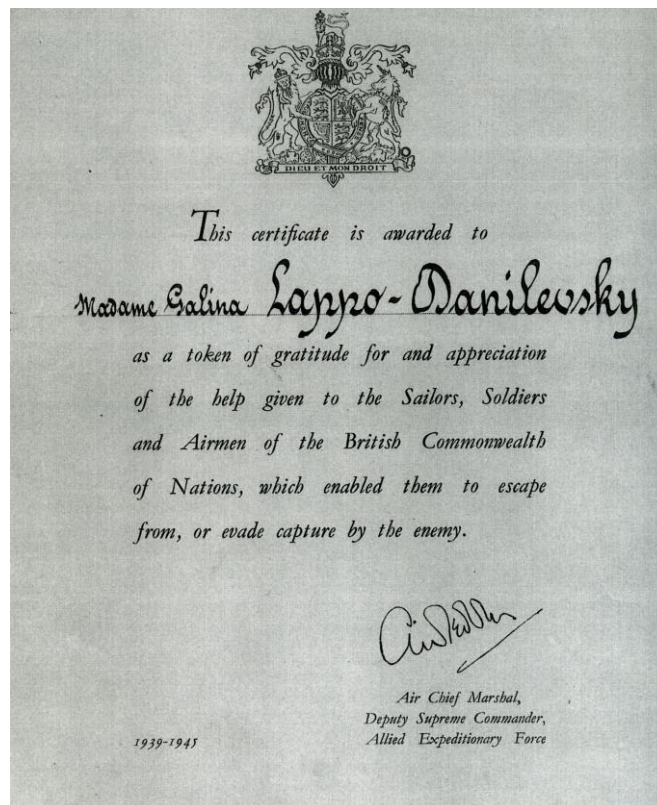 DIEU ET MON DROIT
This certificate is awarded to
Madame Galina Lappo-Danilevsky
as a token of gratitude for and appreciation
of the help given to the Sailors, Soldiers
and Airmen of the British Commonwealth
of Nations, which enabled them to escape
from, or evade capture by the enemy.
Air Chief Marshal,
Deputy Supreme Commander,
1939-1945 Allied Expeditionary Force